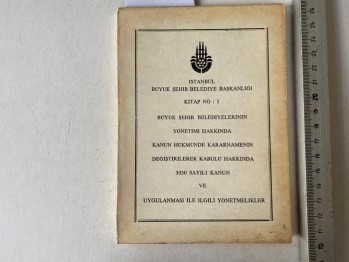 İSTANBUL
BÜYÜK ŞEHİR BELEDİYE BAŞKANLIĞI
KİTAP NO : 1
BÜYÜK ŞEHİR BELEDİYELERİNİN
YÖNETİMİ HAKKINDA
KANUN HÜKMÜNDE KARARNAMENİN
DEĞİŞTİRİLEREK KABULÜ HAKKINDA
3030 SAYILI KANUN
VE
UYGULANMASI İLE İLGİLİ YÖNETMELİKLER